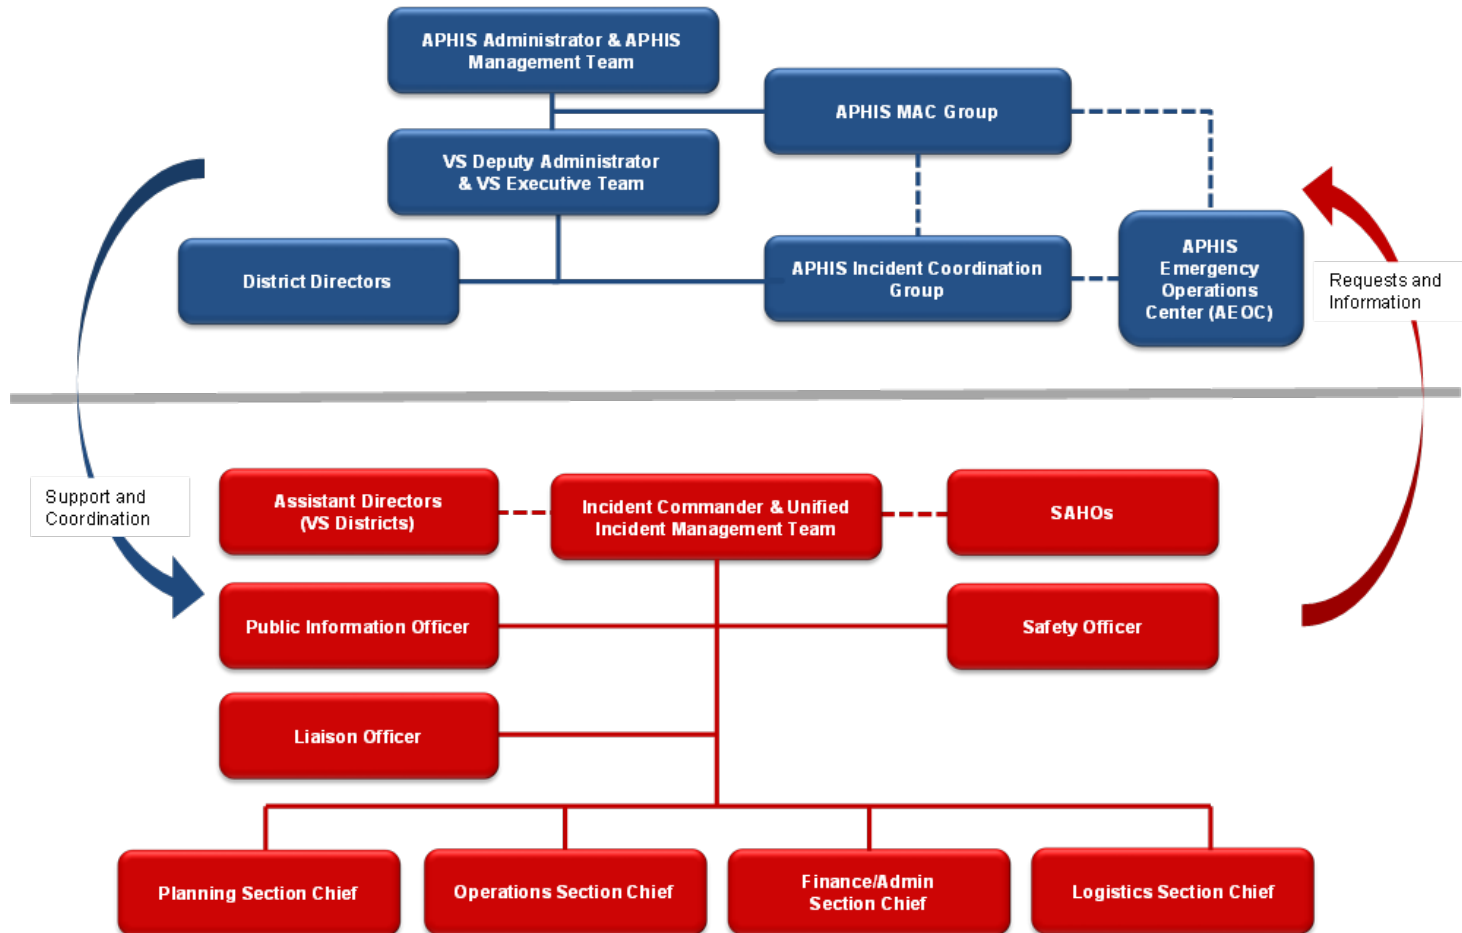 APHIS Administrator & APHIS
Management Team
APHIS MAC Group
VS Deputy Administrator
& VS Executive Team
District Directors
APHIS Incident Coordination
Group
APHIS
Emergency
Operations
Center (AEOC)
Requests and
Information
Support and
Coordination
Assistant Directors
(VS Districts)
Incident Commander & Unified
Incident Management Team
SAHOs
Public Information Officer
Safety Officer
Liaison Officer
Planning Section Chief
Operations Section Chief
Finance/Admin
Section Chief
Logistics Section Chief